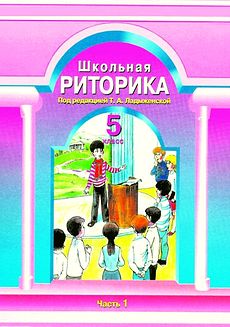 Школьная
РИТОРИКА
Под редакцией Т. А. Ладыженской
5
КЛАСС
Часть 1